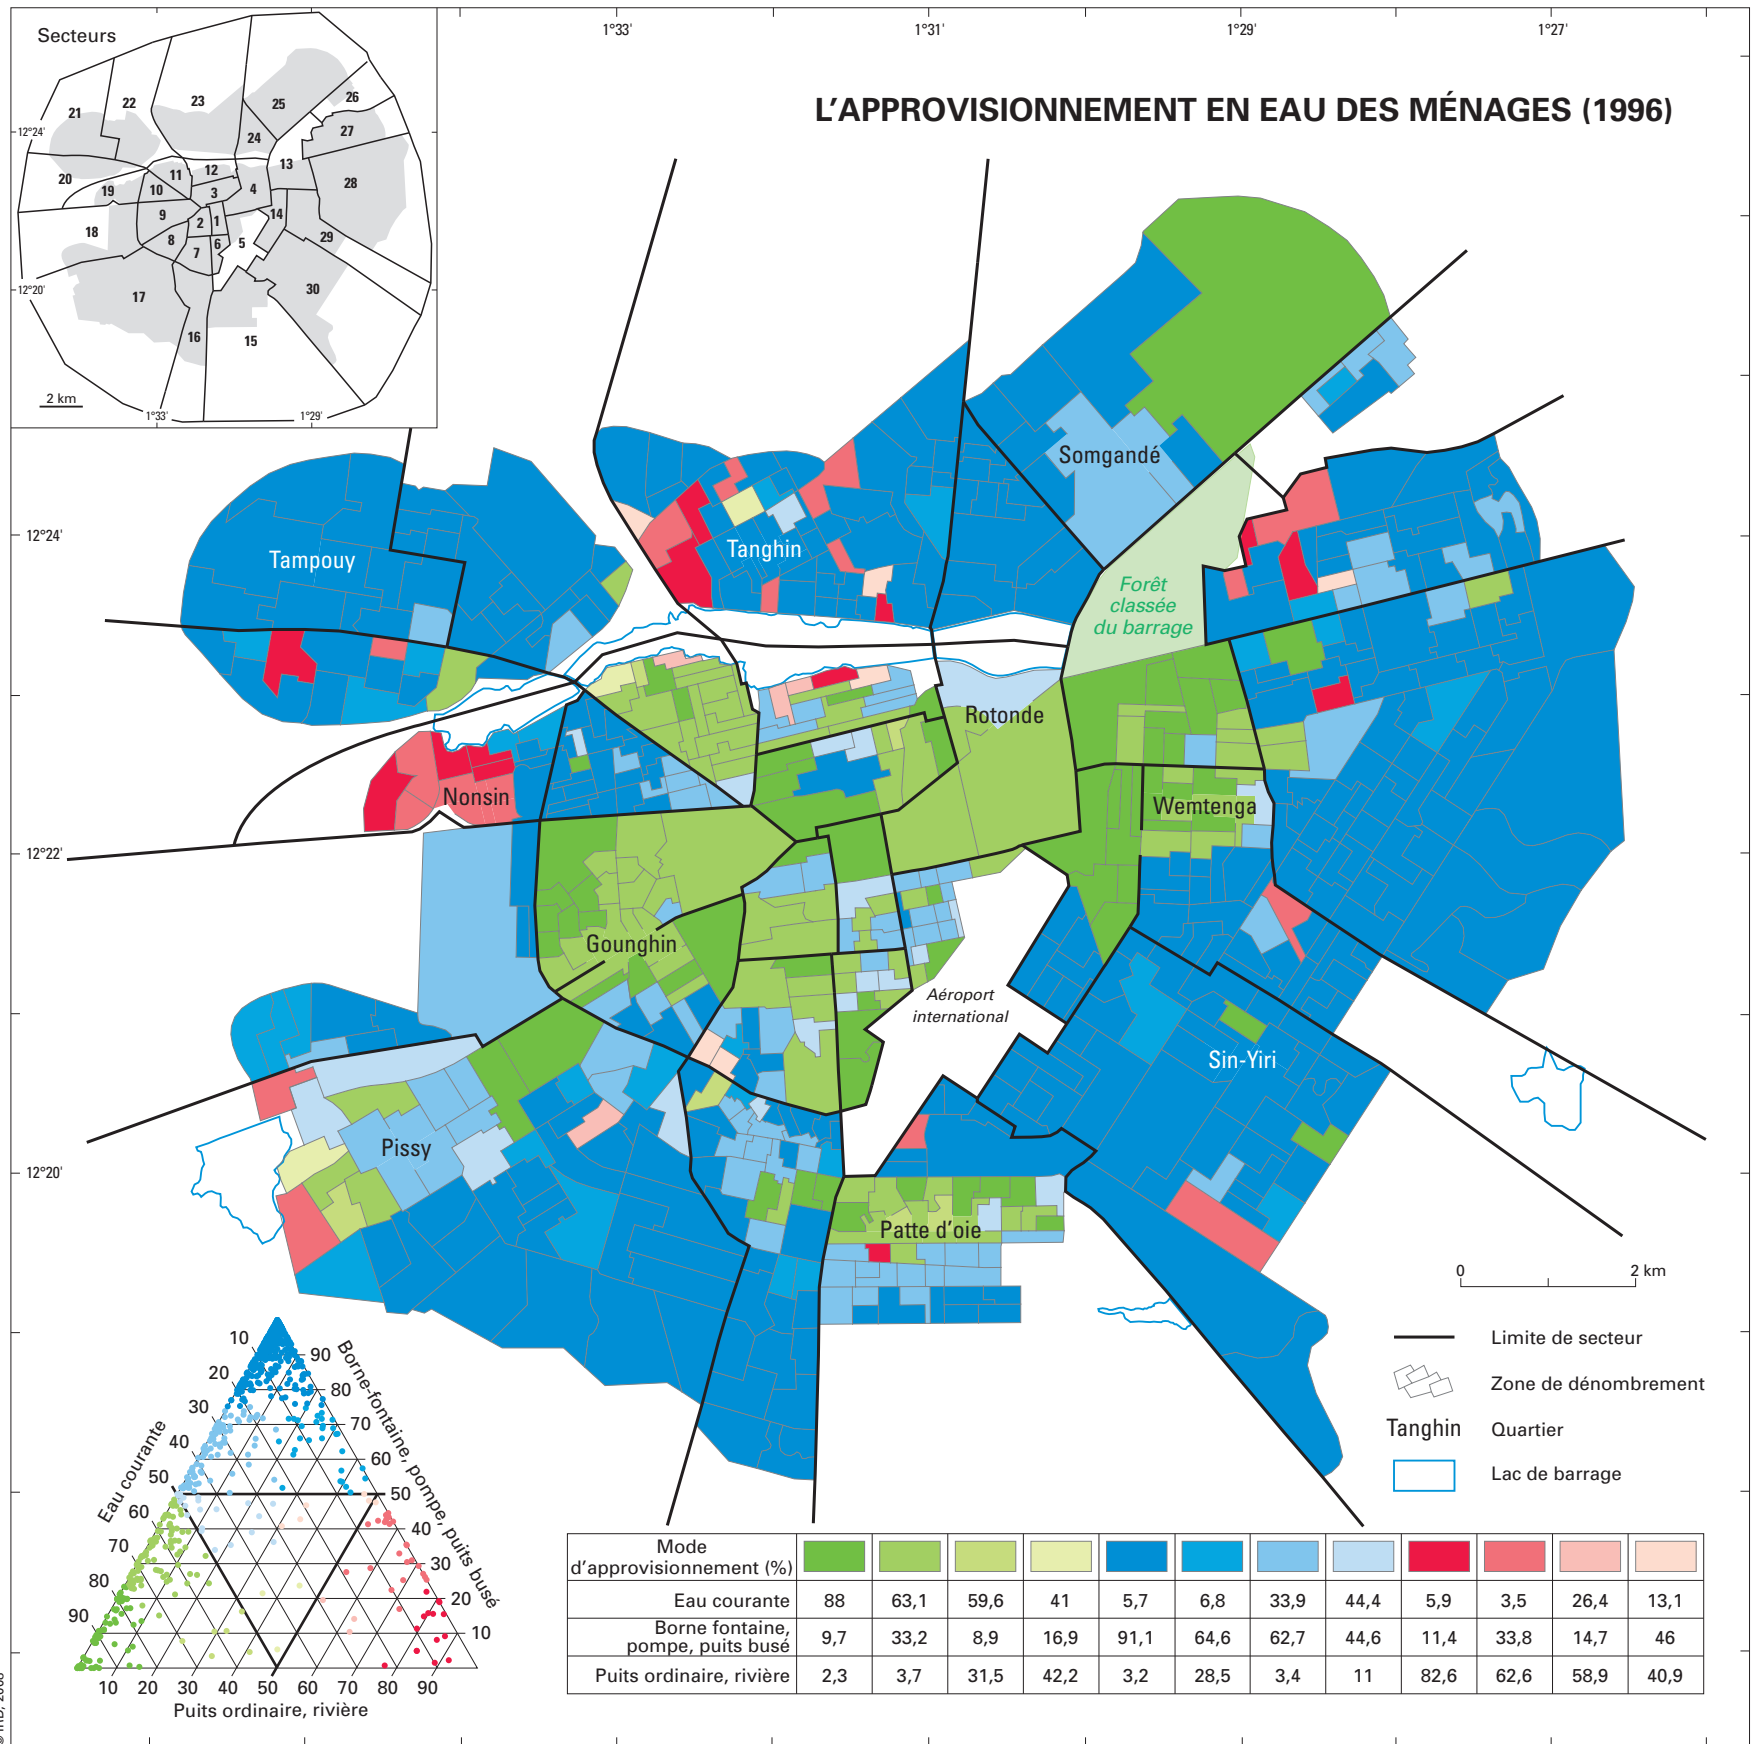 Secteurs
21
22
23
25
26
24
27
13
20
11
12
28
19
10
3
4
9
2
1
14
18
8
6
5
29
7
17
30
16
15
12°24'
12°20'
2 km
1°33'
1°29'
1°33'
1°31'
1°29'
1°27'
L'APPROVISIONNEMENT EN EAU DES MÉNAGES (1996)
12°24'
12°22'
12°20'
Somgandé
Tanghin
Tampouy
Forêt
classée
du barrage
Rotonde
Nonsin
Wemtenga
Gounghin
Aéroport
international
Sin-Yiri
Pissy
Patte d'oie
0
2 km
Limite de secteur
Zone de dénombrement
Tanghin
Quartier
Lac de barrage
Eau courante
10
20
30
40
50
60
70
80
90
Borne-fontaine, pompe, puits busé
90
80
70
60
50
40
30
20
10
10 20 30 40 50 60 70 80 90
Puits ordinaire, rivière
Mode
d'approvisionnement (%)
Eau courante 88 63,1 59,6 41 5,7 6,8 33,9 44,4 5,9 3,5 26,4 13,1
Borne fontaine,
pompe, puits busé 9,7 33,2 8,9 16,9 91,1 64,6 62,7 44,6 11,4 33,8 14,7 46
Puits ordinaire, rivière 2,3 3,7 31,5 42,2 3,2 28,5 3,4 11 82,6 62,6 58,9 40,9